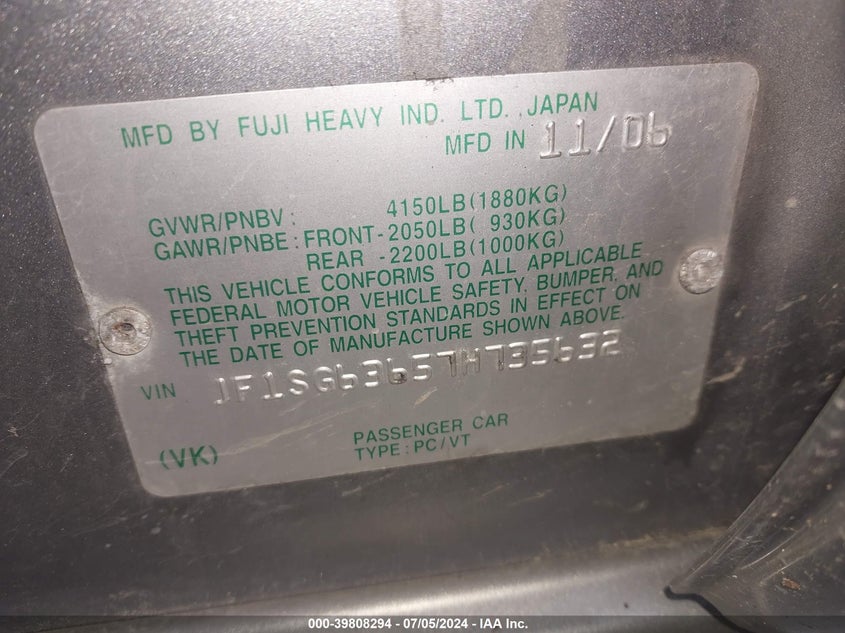 MFD BY FUJI HEAVY IND. LTD. ,JAPAN
MFD IN 11/06
GVWR/PNBV : 4150LB(1880KG)
GAWR/PNBE : FRONT-2050LB( 930KG)
REAR -2200LB(1000KG)
THIS VEHICLE CONFORMS TO ALL APPLICABLE
FEDERAL MOTOR VEHICLE SAFETY, BUMPER, AND
THEFT PREVENTION STANDARDS IN EFFECT ON
THE DATE OF MANUFACTURE SHOWN ABOVE.
VIN JF1SG63657H735632
(VK) PASSENGER CAR
TYPE : PC/VT
000-39808294 - 07/05/2024 - IAA Inc.